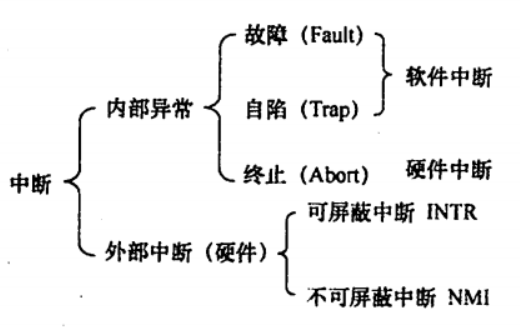 故障（Fault）
软件中断
内部异常
自陷（Trap）
中断
终止（Abort） 硬件中断
可屏蔽中断 INTR
外部中断（硬件）
不可屏蔽中断 NMI